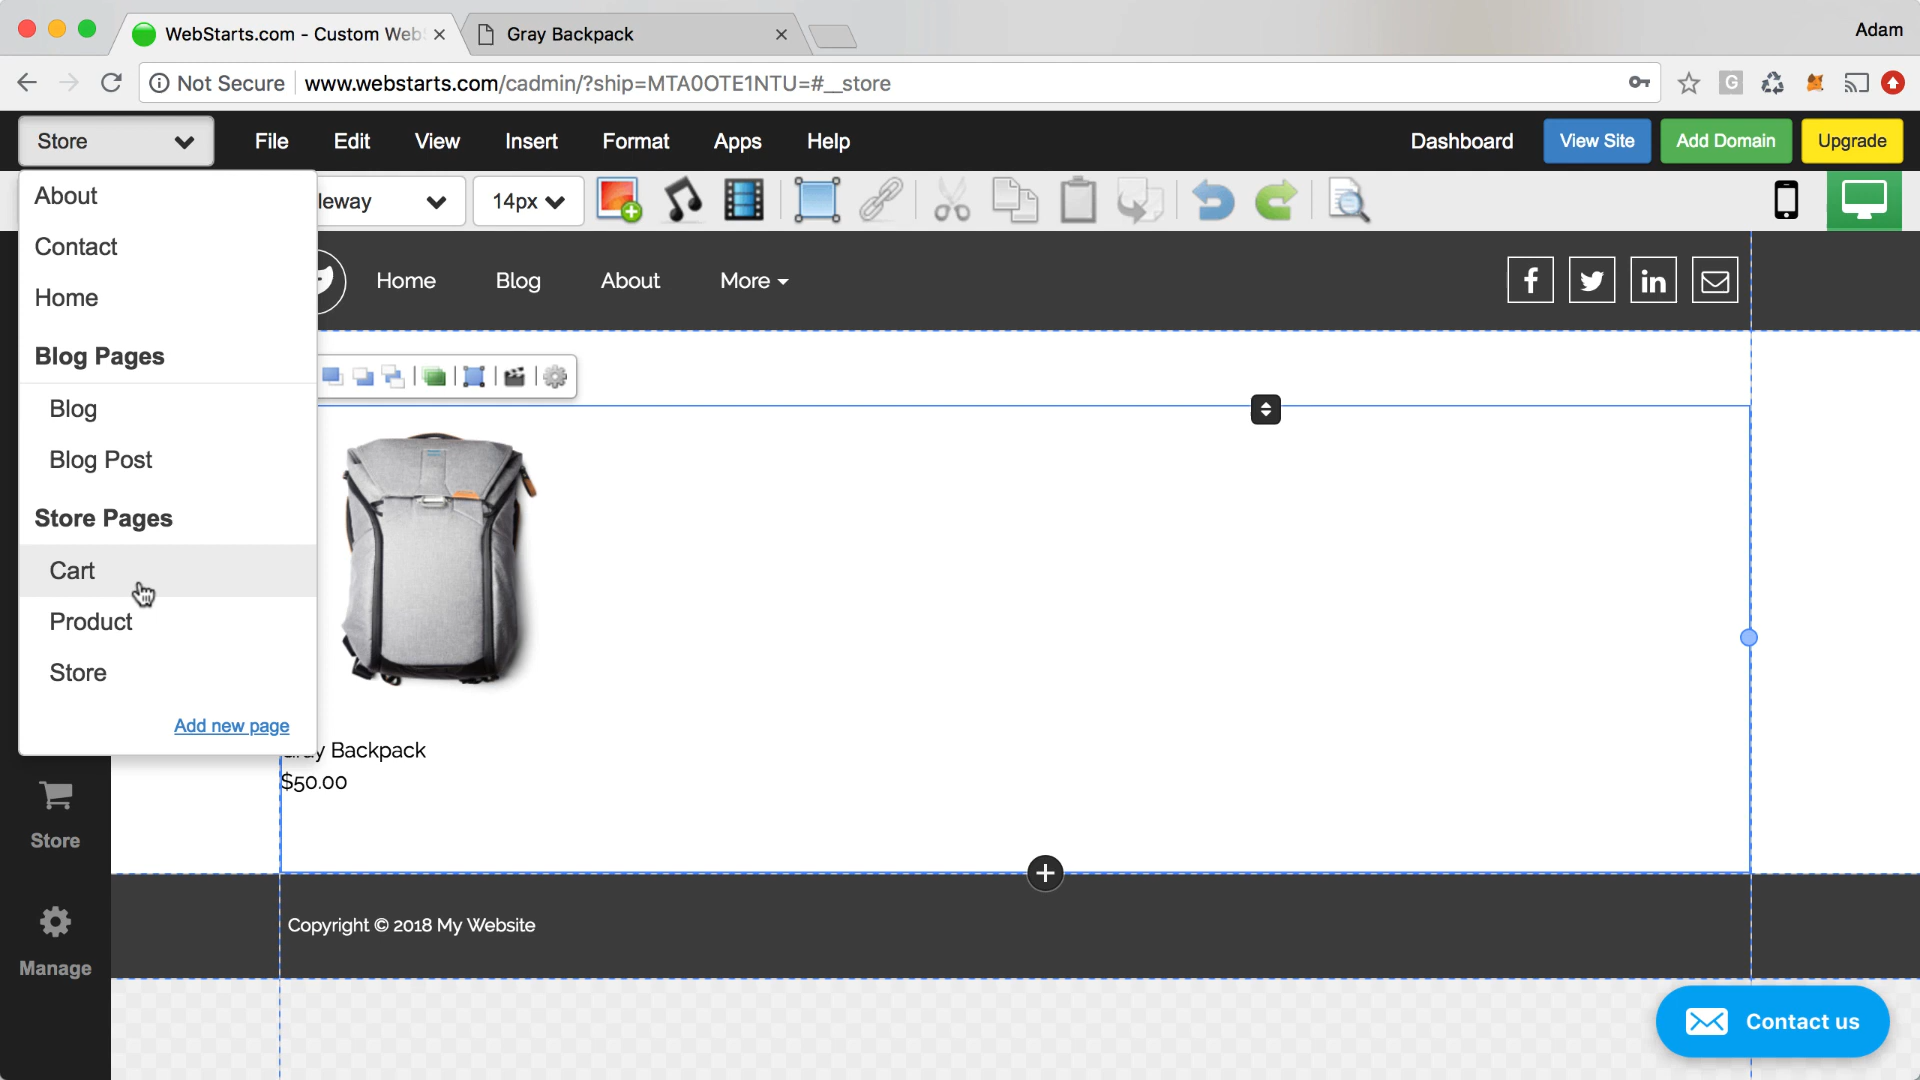 WebStarts.com - Custom Web
Gray Backpack
Adam
Not Secure
www.webstarts.com/cadmin/?ship=MTA0OTE1NTU=#__store
Store
File
Edit
View
Insert
Format
Apps
Help
Dashboard
View Site
Add Domain
Upgrade
leway
14px
About
Contact
Home
Blog Pages
Blog
Blog Post
Store Pages
Cart
Product
Store
Add new page
Home
Blog
About
More
Backpack
$50.00
Store
Manage
Copyright © 2018 My Website
Contact us